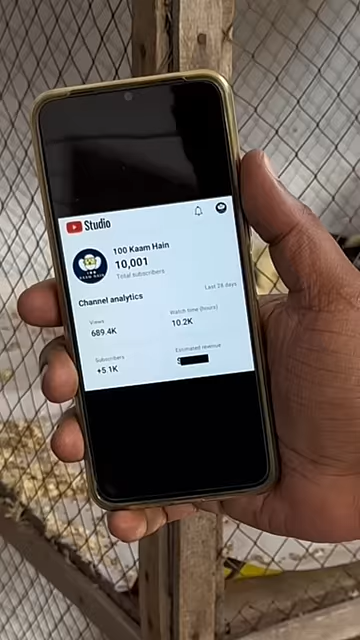 Studio
100 Kaam Hain
10,001
Total subscribers
Channel analytics
Last 28 days
Views
689.4K
Watch time (hours)
10.2K
Subscribers
+5.1K
Estimated revenue
$